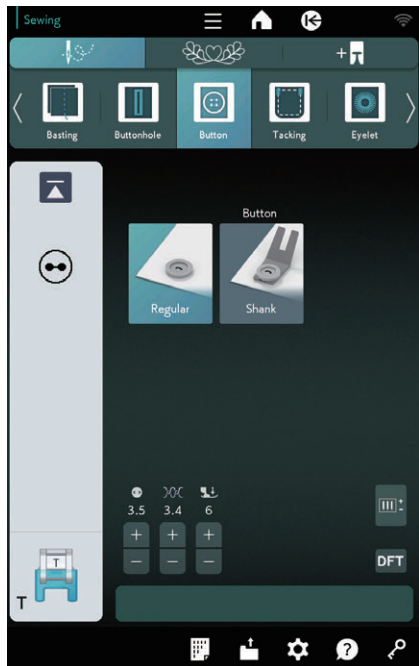 Sewing
Basting
Buttonhole
Button
Tacking
Eyelet
Button
Regular
Shank
3.5 3.4 6
+ + +
− − −
DFT
T
T